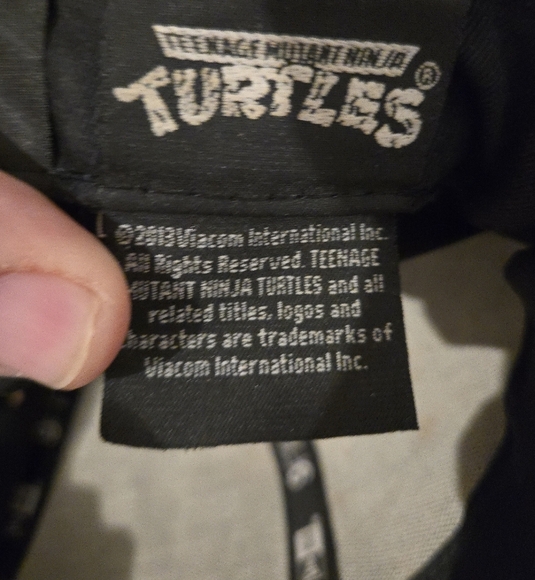 TEENAGE MUTANT NINJA
TURTLES®
©2013 Viacom International Inc.
All Rights Reserved. TEENAGE
MUTANT NINJA TURTLES and all
related titles, logos and
characters are trademarks of
Viacom International Inc.